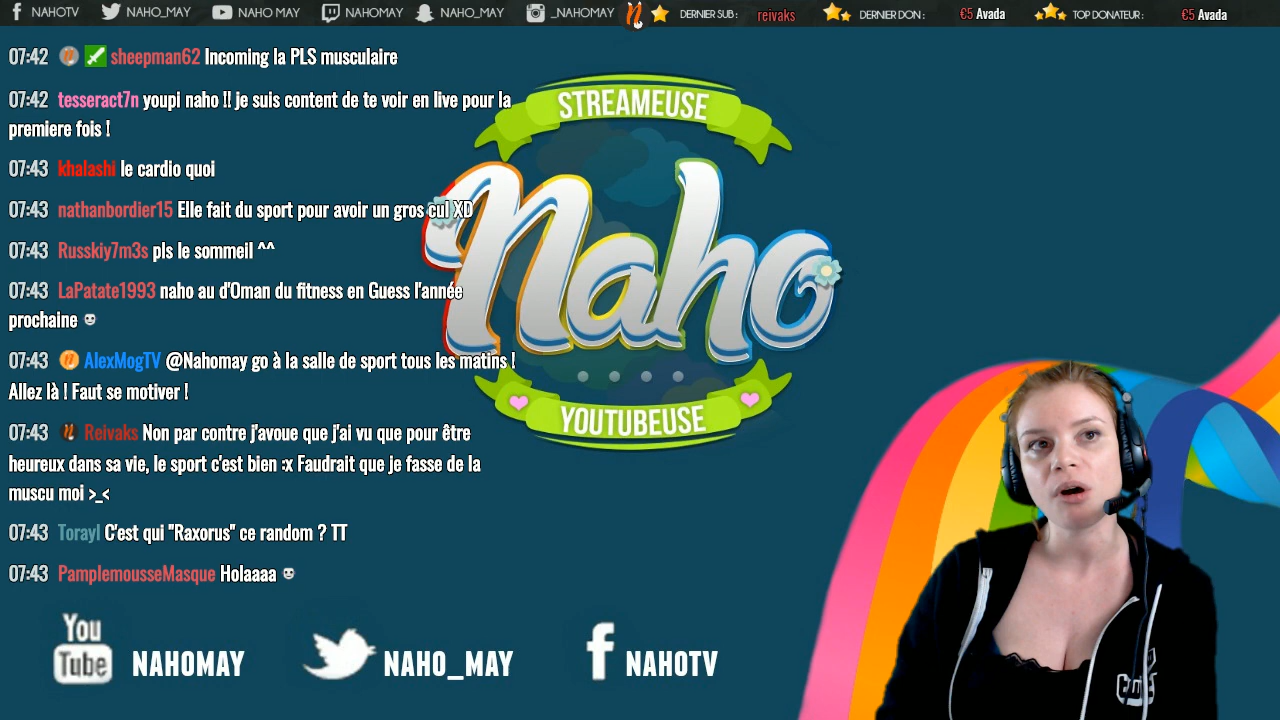 NAHOTV NAHO_MAY NAHO MAY NAHOMAY NAHO_MAY _NAHOMAY DERNIER SUB : reivaks DERNIER DON : €5 Avada TOP DONATEUR : €5 Avada
07:42 sheepman62 Incoming la PLS musculaire
07:42 tesseract7n youpi naho !! je suis content de te voir en live pour la
premiere fois !
07:43 khalashi le cardio quoi
07:43 nathanbordier15 Elle fait du sport pour avoir un gros cul XD
07:43 Russkiy7m3s pls le sommeil ^^
07:43 LaPatate1993 naho au d'Oman du fitness en Guess l'année
prochaine
07:43 AlexMogTV @Nahomay go à la salle de sport tous les matins !
Allez là ! Faut se motiver !
07:43 Reivaks Non par contre j'avoue que j'ai vu que pour être
heureux dans sa vie, le sport c'est bien :x Faudrait que je fasse de la
muscu moi >_<
07:43 Torayl C'est qui "Raxorus" ce random ? TT
07:43 PamplemousseMasque Holaaaa
STREAMEUSE
Naho
YOUTUBEUSE
You
Tube
NAHOMAY
NAHO_MAY
NAHOTV